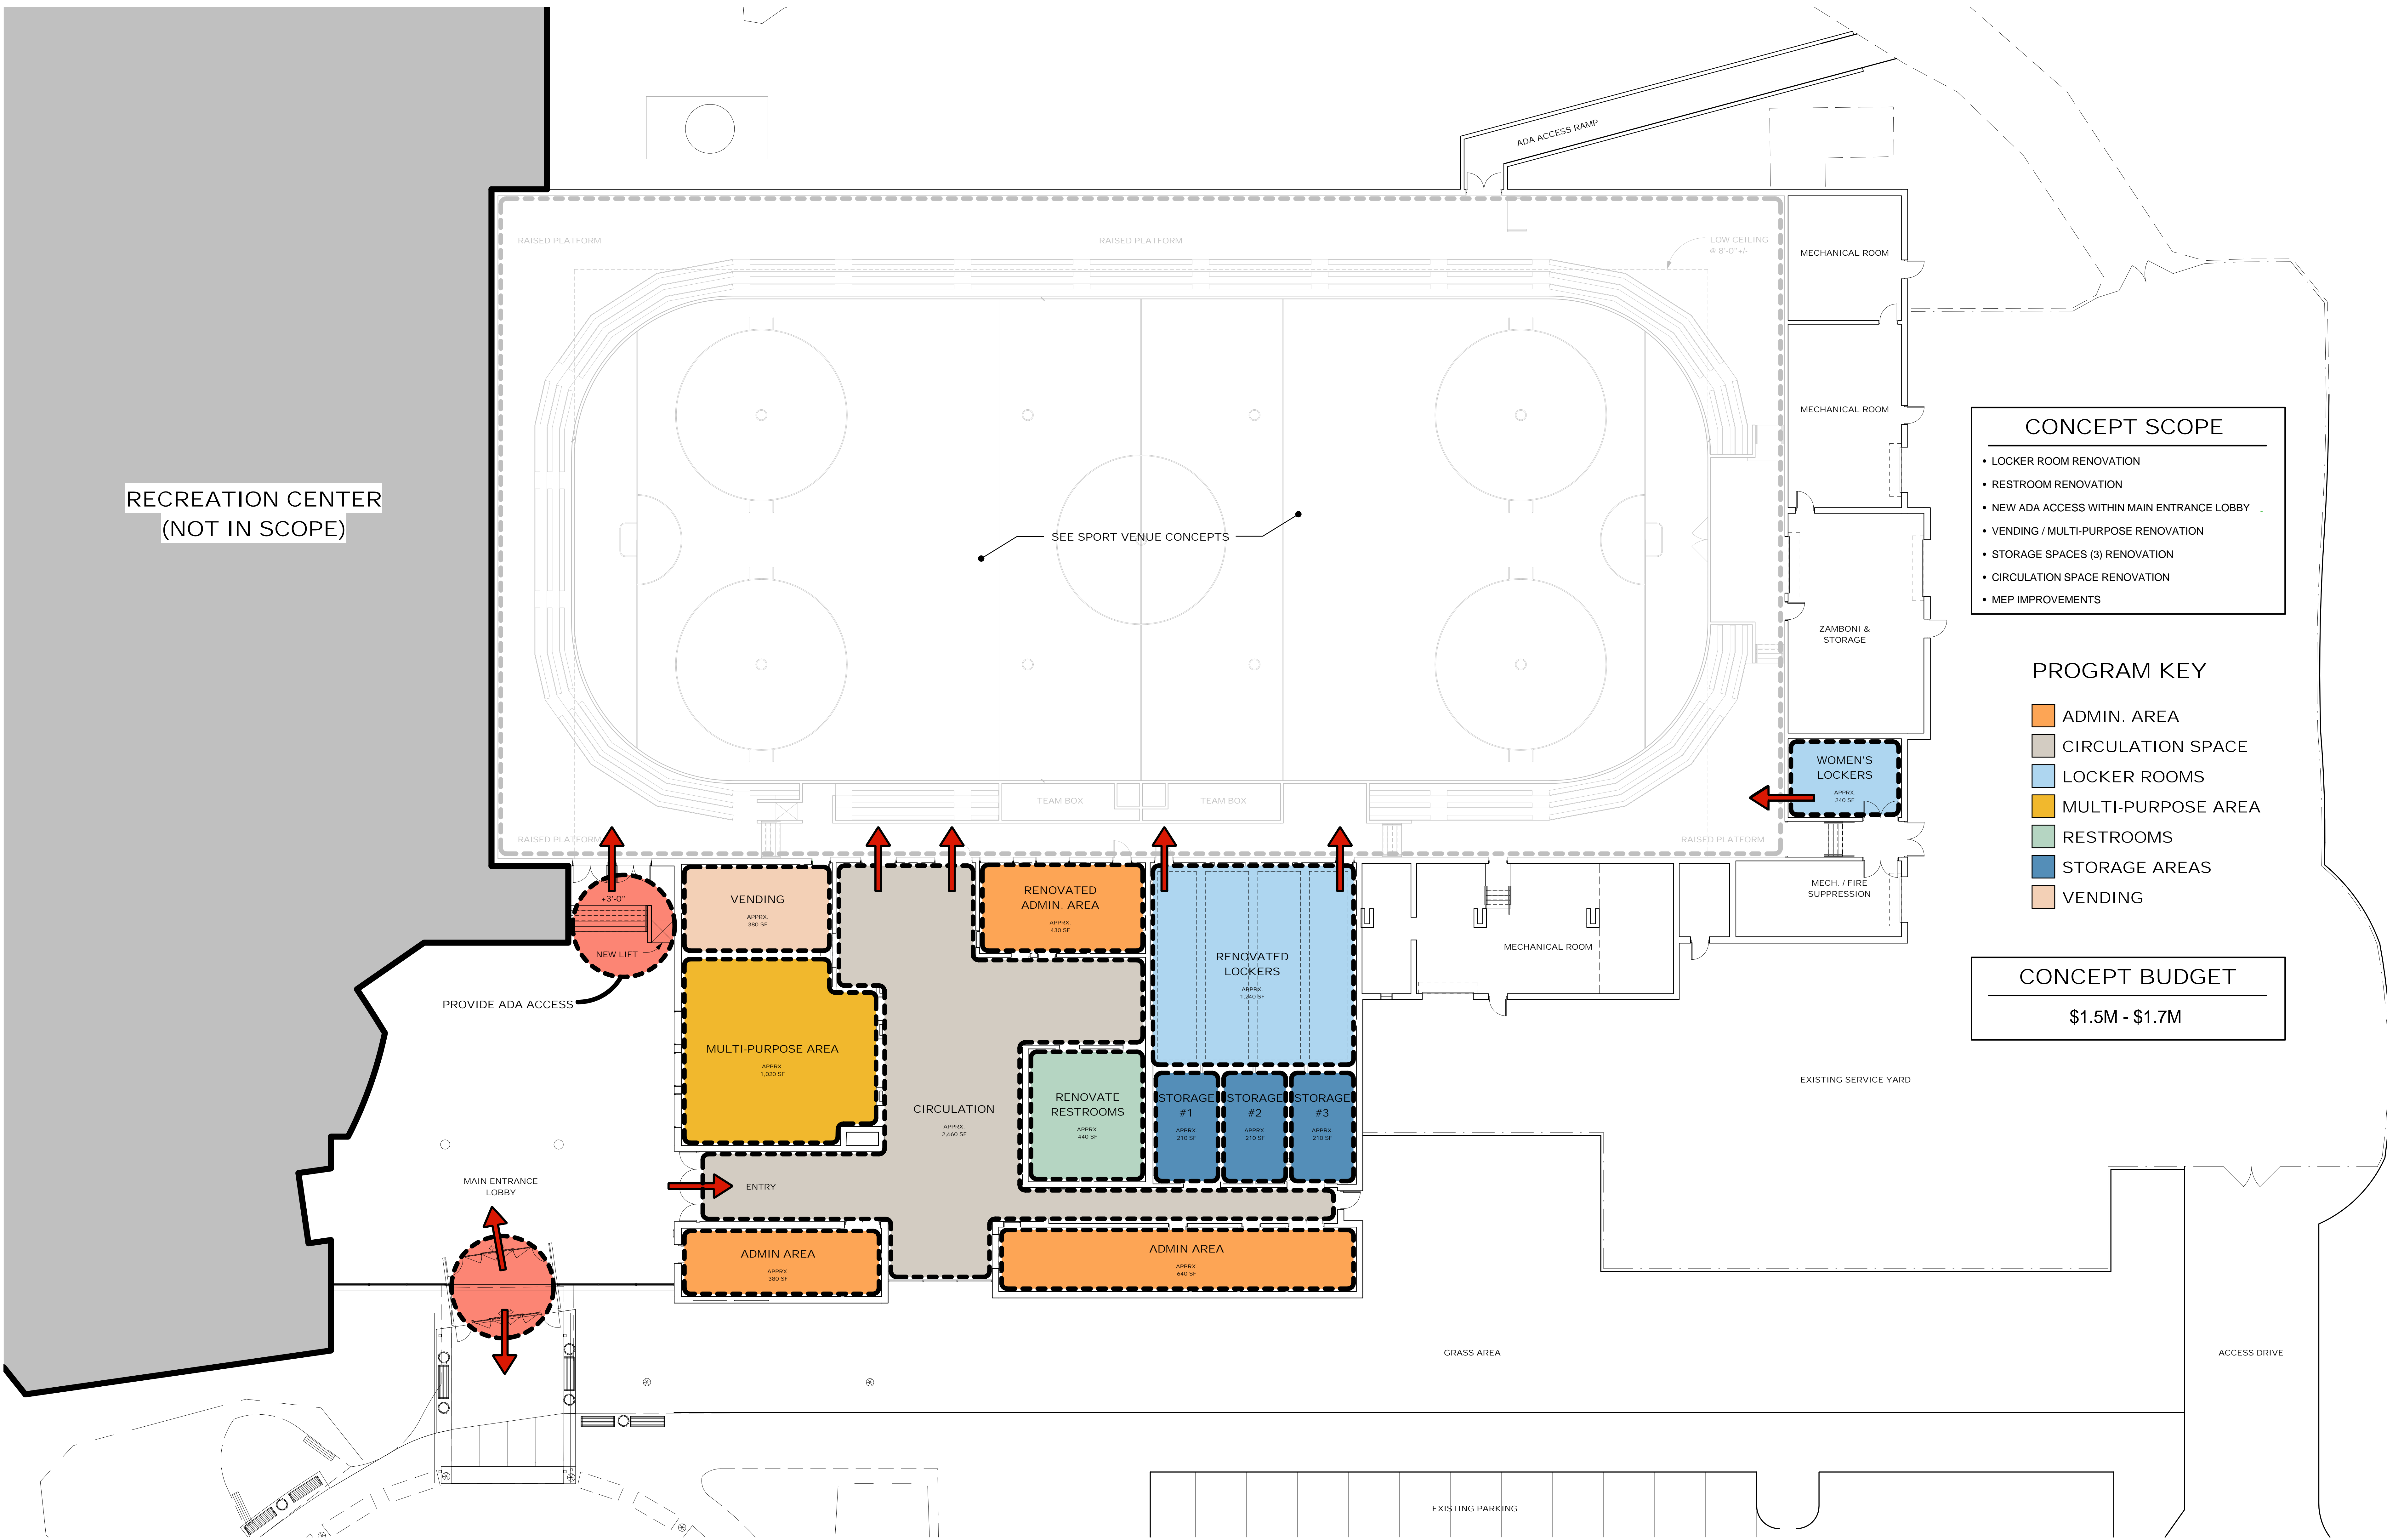 ADA ACCESS RAMP
RAISED PLATFORM
RAISED PLATFORM
LOW CEILING
@ 8'-0" +/-
MECHANICAL ROOM
MECHANICAL ROOM
RECREATION CENTER
(NOT IN SCOPE)
SEE SPORT VENUE CONCEPTS
CONCEPT SCOPE
• LOCKER ROOM RENOVATION
• RESTROOM RENOVATION
• NEW ADA ACCESS WITHIN MAIN ENTRANCE LOBBY
• VENDING / MULTI-PURPOSE RENOVATION
• STORAGE SPACES (3) RENOVATION
• CIRCULATION SPACE RENOVATION
• MEP IMPROVEMENTS
ZAMBONI &
STORAGE
PROGRAM KEY
ADMIN. AREA
CIRCULATION SPACE
LOCKER ROOMS
MULTI-PURPOSE AREA
RESTROOMS
STORAGE AREAS
VENDING
WOMEN'S
LOCKERS
APPRX.
240 SF
TEAM BOX
TEAM BOX
RAISED PLATFORM
RAISED PLATFORM
+3'-0"
NEW LIFT
PROVIDE ADA ACCESS
VENDING
APPRX.
380 SF
RENOVATED
ADMIN. AREA
APPRX.
430 SF
RENOVATED
LOCKERS
APPRX.
1,240 SF
MECHANICAL ROOM
MECH. / FIRE
SUPPRESSION
CONCEPT BUDGET
$1.5M - $1.7M
MULTI-PURPOSE AREA
APPRX.
1,020 SF
CIRCULATION
APPRX.
2,660 SF
RENOVATE
RESTROOMS
APPRX.
440 SF
STORAGE
#1
APPRX.
210 SF
STORAGE
#2
APPRX.
210 SF
STORAGE
#3
APPRX.
210 SF
EXISTING SERVICE YARD
MAIN ENTRANCE
LOBBY
ENTRY
ADMIN AREA
APPRX.
380 SF
ADMIN AREA
APPRX.
640 SF
GRASS AREA
ACCESS DRIVE
EXISTING PARKING